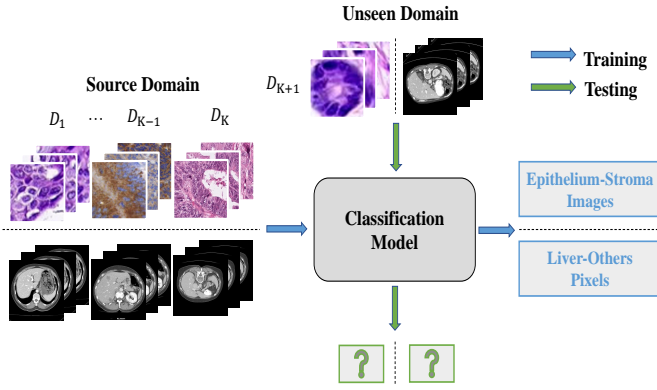 Unseen Domain
Training
Testing
Source Domain
D_{K+1}
D_1 ... D_{K−1} D_K
Classification
Model
Epithelium-Stroma
Images
Liver-Others
Pixels
? ?